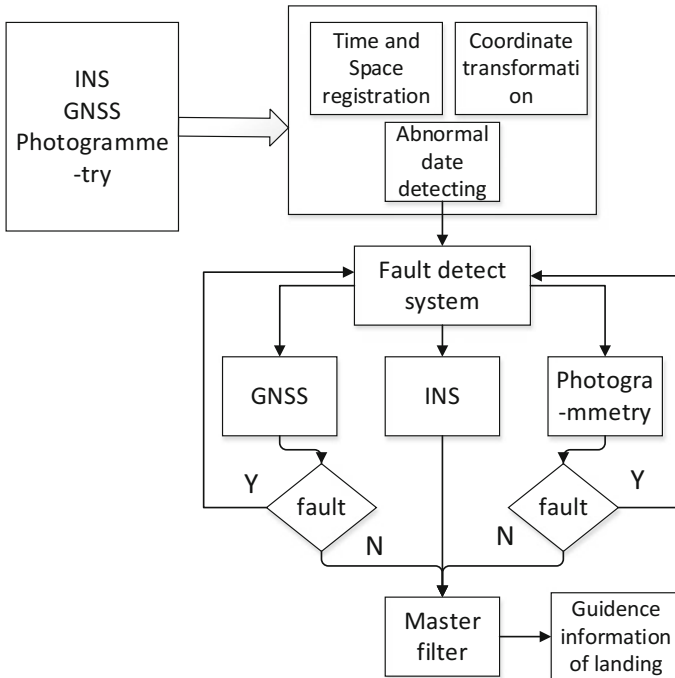 INS
GNSS
Photogramme
-try
Time and
Space
registration
Coordinate
transformati
on
Abnormal
date
detecting
Fault detect
system
GNSS
INS
Photogra
-mmetry
Y
fault
N
fault
Y
N
Master
filter
Guidence
information
of landing